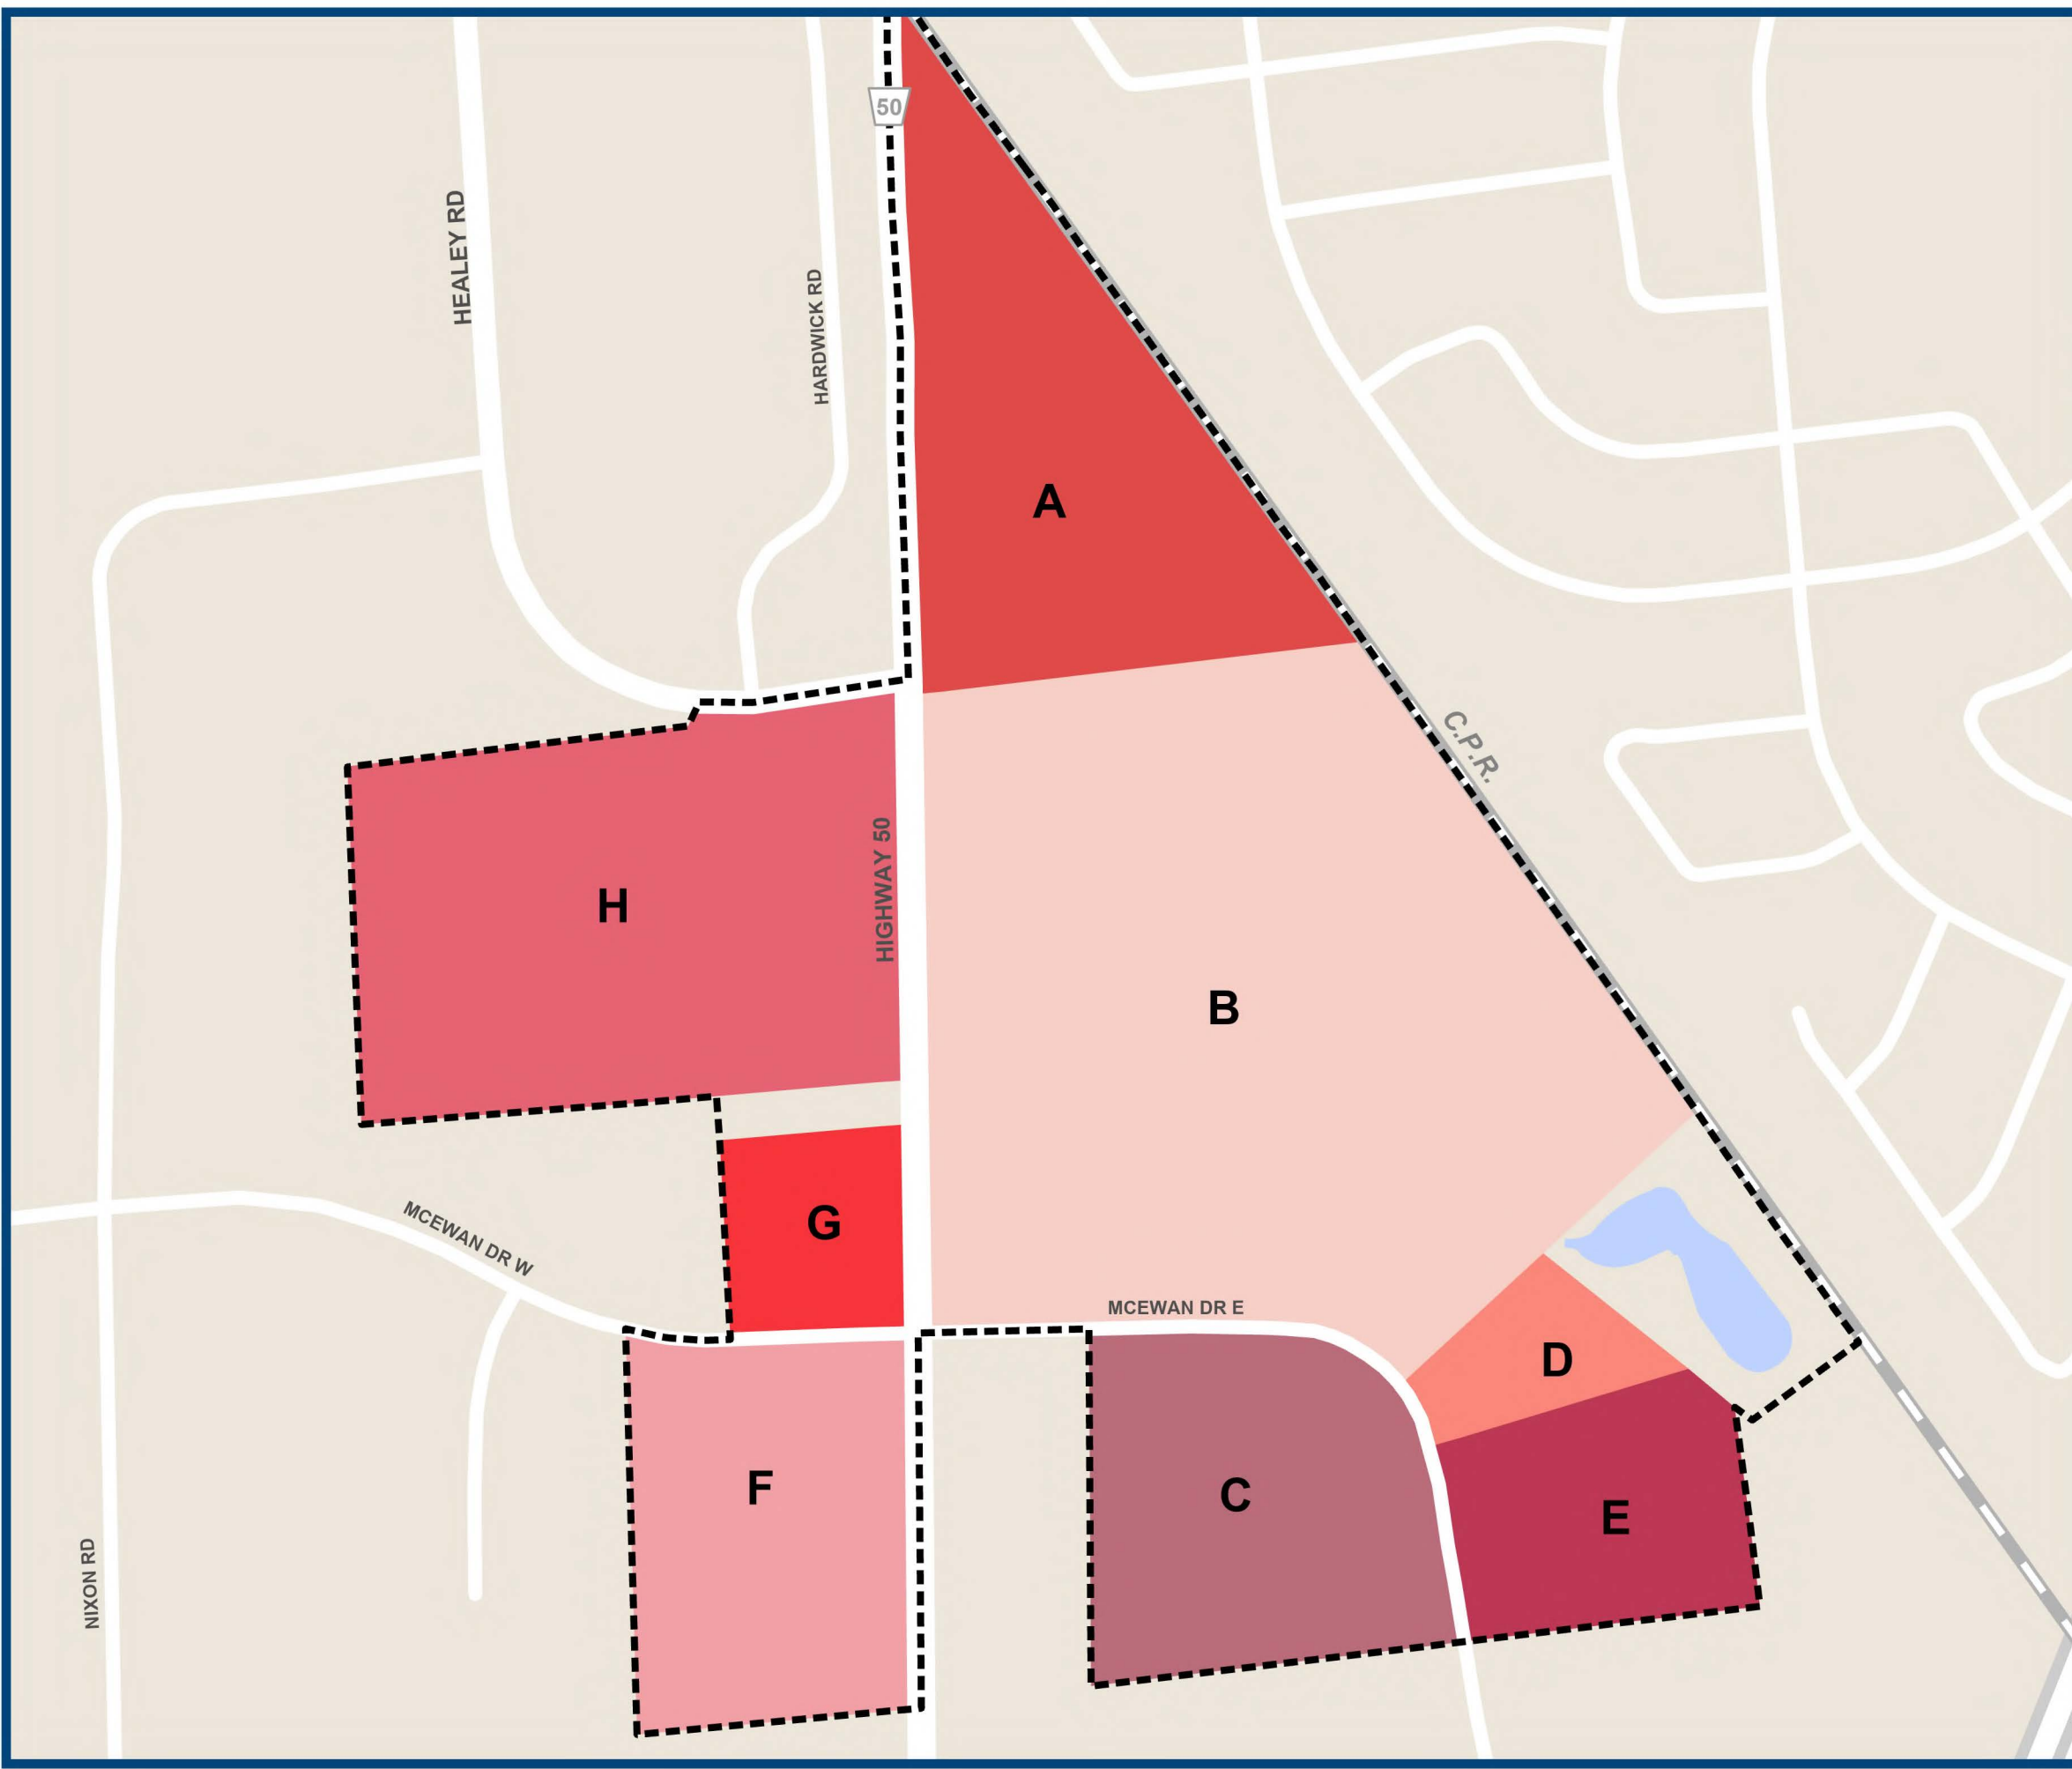 50
HEALEY RD
HARDWICK RD
A
C.P.R.
H
HIGHWAY 50
B
MCEWAN DR W
G
MCEWAN DR E
D
F
C
E
NIXON RD